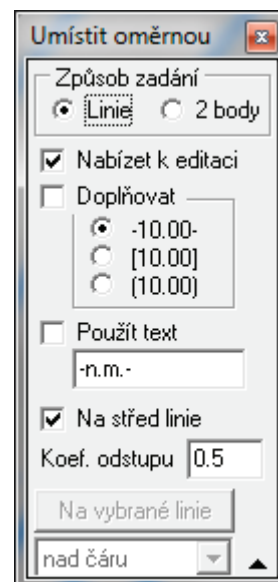 Umístit oměrnou
Způsob zadání
Linie 2 body
Nabízet k editaci
Doplňovat
-10.00-
[10.00]
(10.00)
Použít text
-n.m.-
Na střed linie
Koef. odstupu 0.5
Na vybrané linie
nad čáru